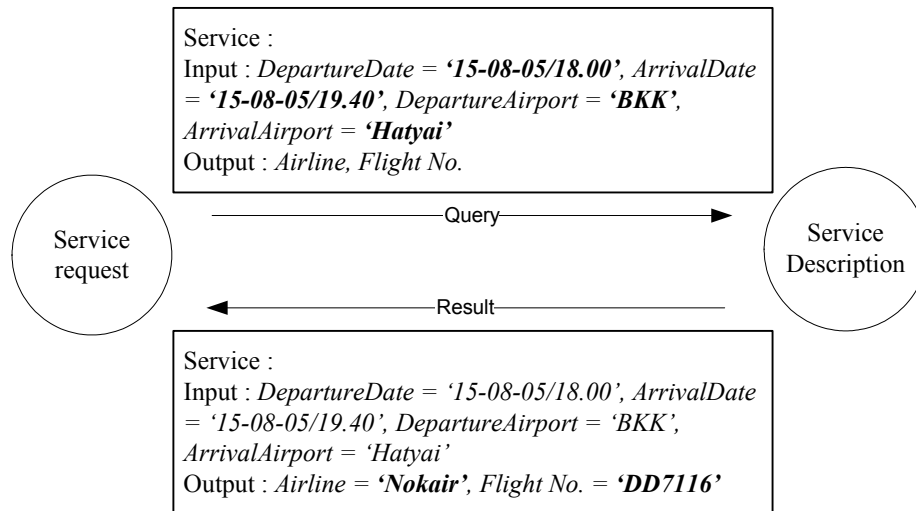 Service :
Input : DepartureDate = ‘15-08-05/18.00’, ArrivalDate
= ‘15-08-05/19.40’, DepartureAirport = ‘BKK’,
ArrivalAirport = ‘Hatyai’
Output : Airline, Flight No.
Service
request
Query
Service
Description
Result
Service :
Input : DepartureDate = ‘15-08-05/18.00’, ArrivalDate
= ‘15-08-05/19.40’, DepartureAirport = ‘BKK’,
ArrivalAirport = ‘Hatyai’
Output : Airline = ‘Nokair’, Flight No. = ‘DD7116’